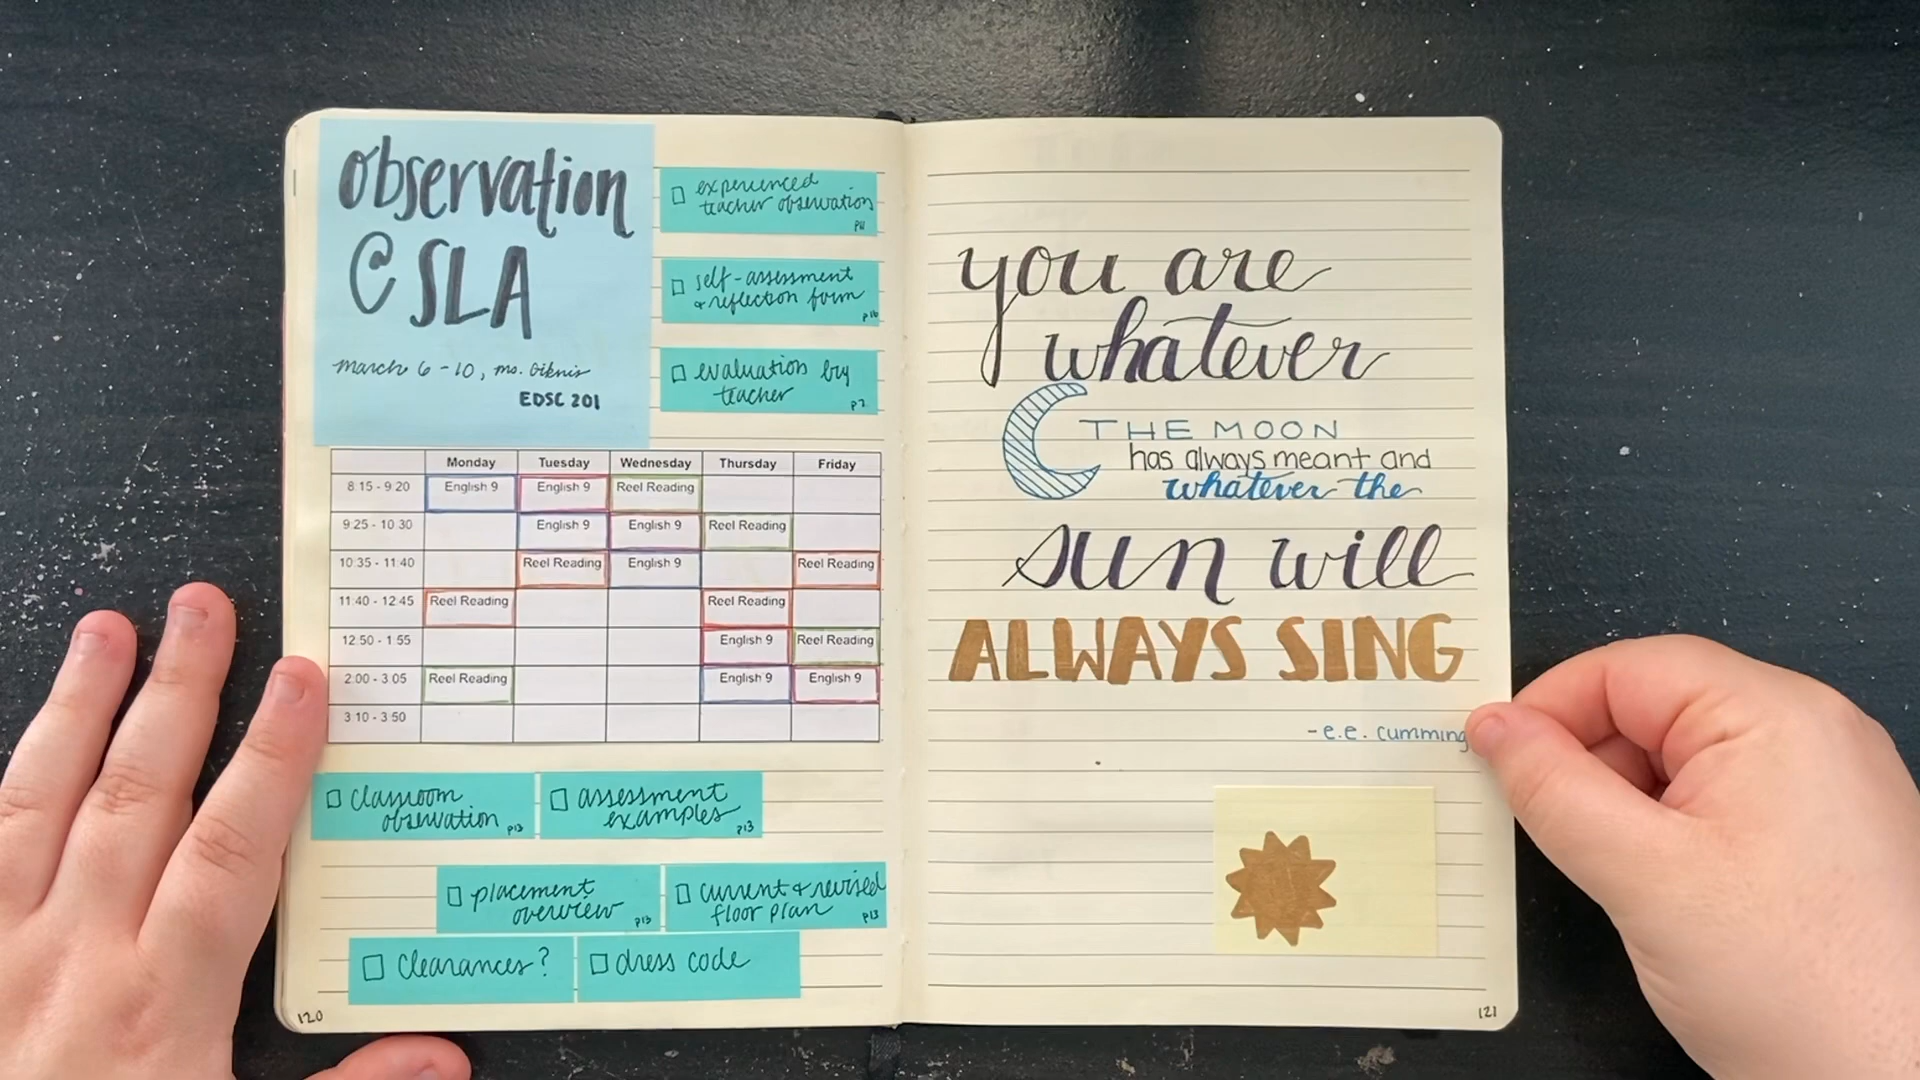 observation
@ SLA
march 6-10, ms. Giknis
EDSC 201
□ experienced
teacher observation
p11
□ self-assessment
& reflection form
p16
□ evaluation by
teacher
p7
Monday Tuesday Wednesday Thursday Friday
8:15 - 9:20 English 9 English 9 Reel Reading
9:25 - 10:30 English 9 English 9 Reel Reading
10:35 - 11:40 Reel Reading English 9 Reel Reading
11:40 - 12:45 Reel Reading Reel Reading
12:50 - 1:55 English 9 Reel Reading
2:00 - 3:05 Reel Reading English 9 English 9
3:10 - 3:50
□ classroom
observation p13
□ assessment
examples p13
□ placement
overview p13
□ current & revised
floor plan p13
□ clearances?
□ dress code
120
you are
whatever
THE MOON
has always meant and
whatever the
sun will
ALWAYS SING
- e.e. cumming
121